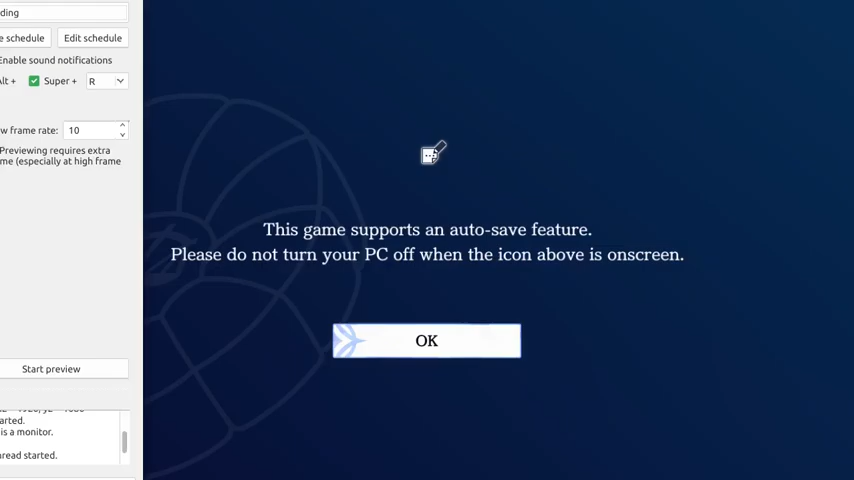 ding
e schedule
Edit schedule
Enable sound notifications
Alt +
Super +
R
w frame rate:
10
Previewing requires extra
me (especially at high frame
This game supports an auto-save feature.
Please do not turn your PC off when the icon above is onscreen.
OK
Start preview
arted.
is a monitor.
read started.